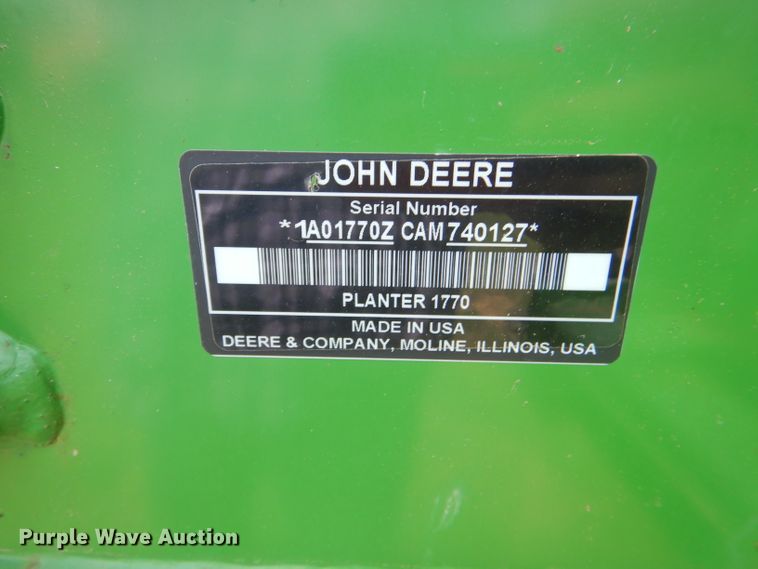 JOHN DEERE
Serial Number
*1A01770Z CAM740127*
PLANTER 1770
MADE IN USA
DEERE & COMPANY, MOLINE, ILLINOIS, USA
Purple Wave Auction